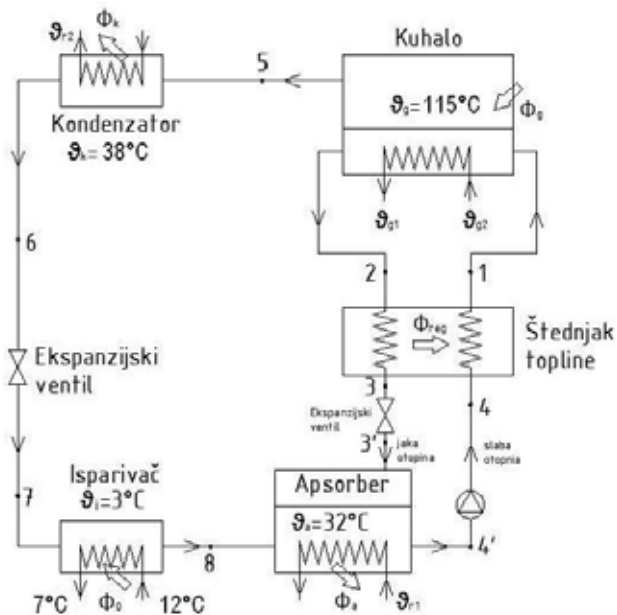 ϑr2
Φk
Kondenzator
ϑk= 38°C
5
Kuhalo
ϑg= 115°C
Φg
ϑg1
ϑg2
6
2
1
Φreg
Štednjak
topline
Ekspanzijski
ventil
3
Ekspanzijski
ventil
3'
jaka
otopina
4
slaba
otopnia
7
Isparivač
ϑi= 3°C
8
Apsorber
ϑa= 32°C
4'
7°C
Φo
12°C
Φa
ϑr1